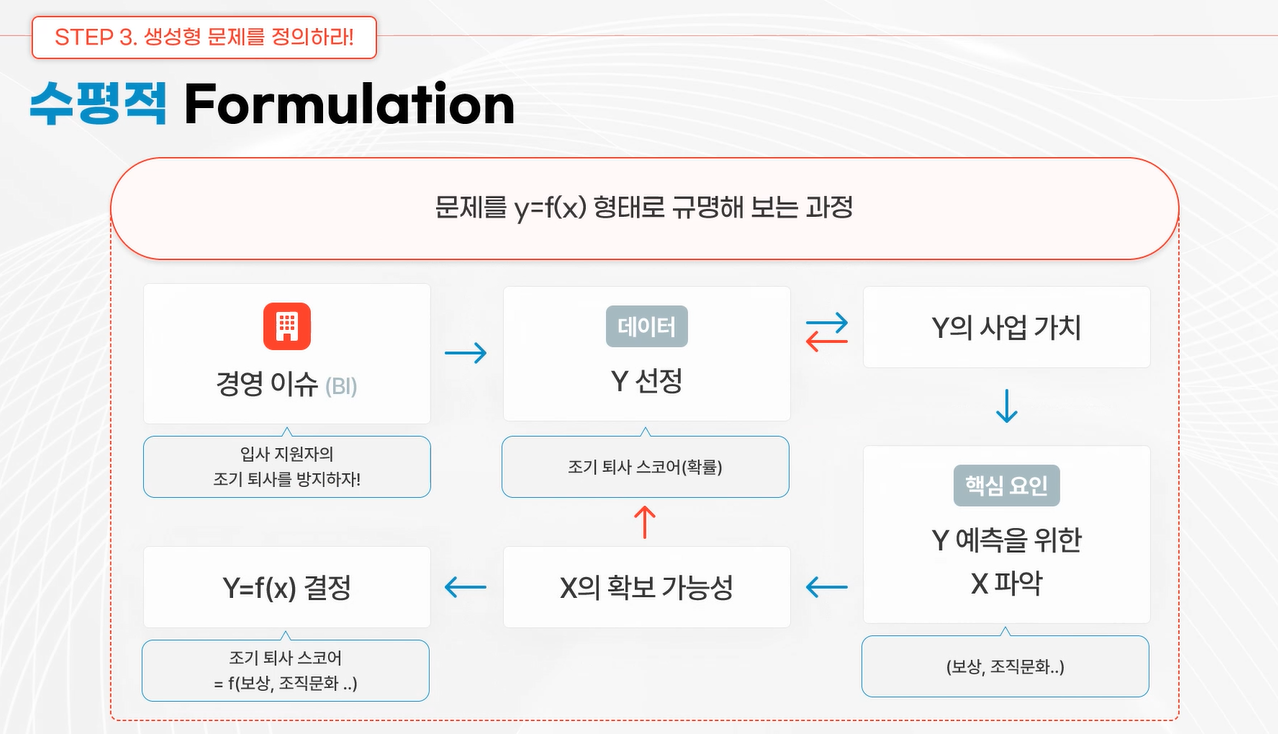 STEP 3. 생성형 문제를 정의하라!
수평적 Formulation
문제를 y=f(x) 형태로 규명해 보는 과정
경영 이슈 (BI)
입사 지원자의
조기 퇴사를 방지하자!
데이터
Y 선정
조기 퇴사 스코어(확률)
Y의 사업 가치
핵심 요인
Y 예측을 위한
X 파악
(보상, 조직문화..)
X의 확보 가능성
Y=f(x) 결정
조기 퇴사 스코어
= f(보상, 조직문화 ..)